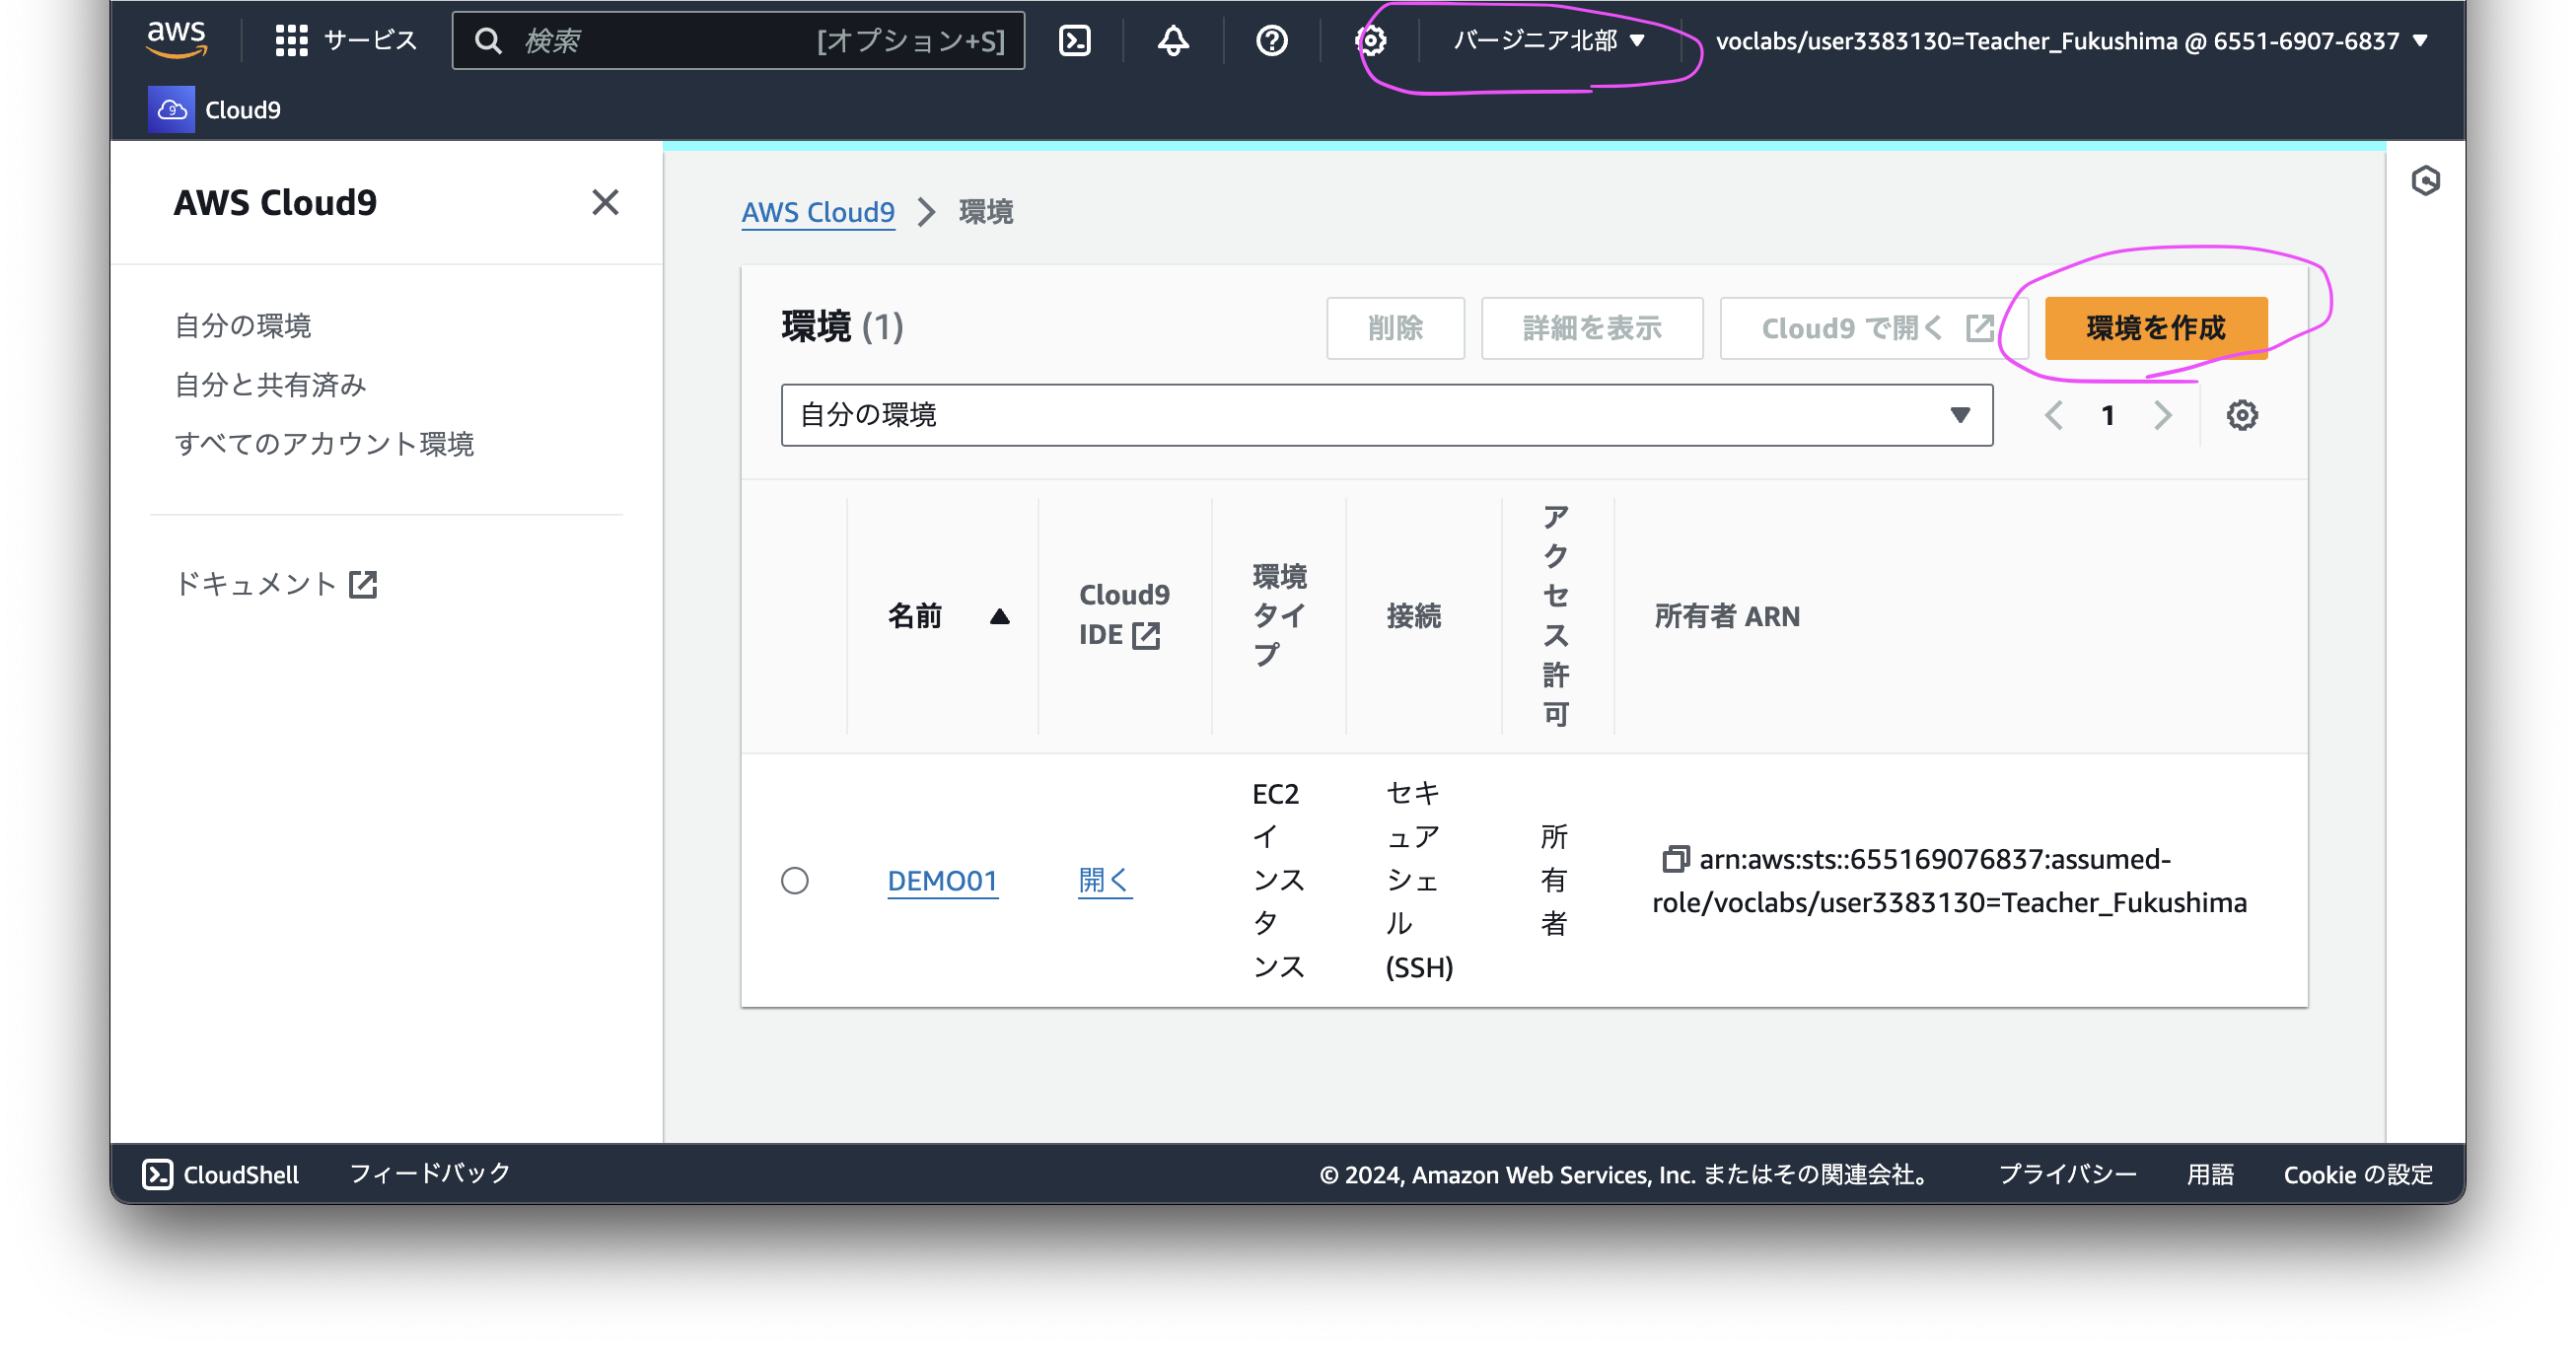 aws サービス 検索 [オプション+S] バージニア北部 ▼ voclabs/user3383130=Teacher_Fukushima @ 6551-6907-6837 ▼
Cloud9
AWS Cloud9
自分の環境
自分と共有済み
すべてのアカウント環境
ドキュメント
AWS Cloud9 > 環境
環境 (1)
削除
詳細を表示
Cloud9 で開く
環境を作成
自分の環境
1
名前
Cloud9
IDE
環境
タイ
プ
接続
ア
ク
セ
ス
許
可
所有者 ARN
DEMO01
開く
EC2
イ
ンス
タ
ンス
セキ
ュア
シェ
ル
(SSH)
所
有
者
arn:aws:sts::655169076837:assumed-
role/voclabs/user3383130=Teacher_Fukushima
CloudShell フィードバック © 2024, Amazon Web Services, Inc. またはその関連会社。 プライバシー 用語 Cookie の設定